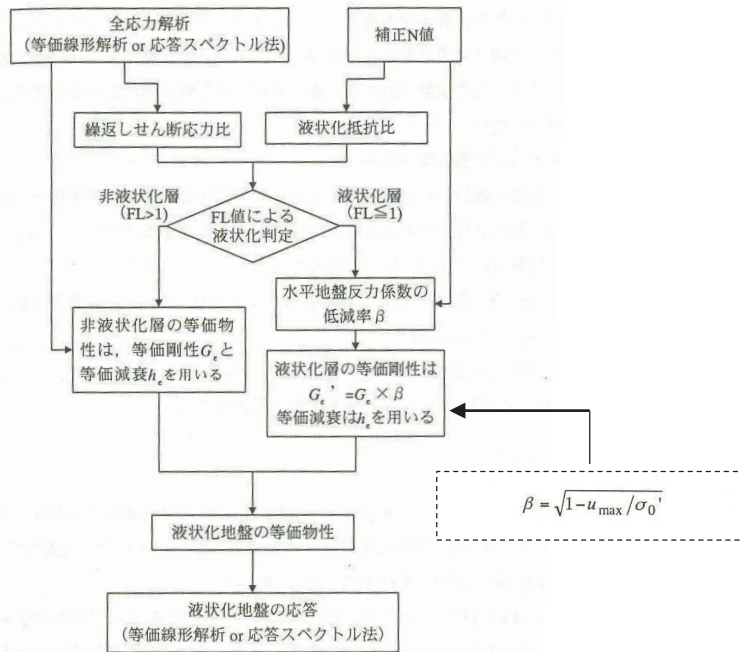 全応力解析
(等価線形解析 or 応答スペクトル法)
補正N値
繰返しせん断応力比
液状化抵抗比
非液状化層
(FL>1)
FL値による
液状化判定
液状化層
(FL≦1)
水平地盤反力係数の
低減率β
非液状化層の等価物
性は，等価剛性Geと
等価減衰heを用いる
液状化層の等価剛性は
Ge’=Ge×β
等価減衰はheを用いる
β=√1−umax/σ0'
液状化地盤の等価物性
液状化地盤の応答
(等価線形解析 or 応答スペクトル法)